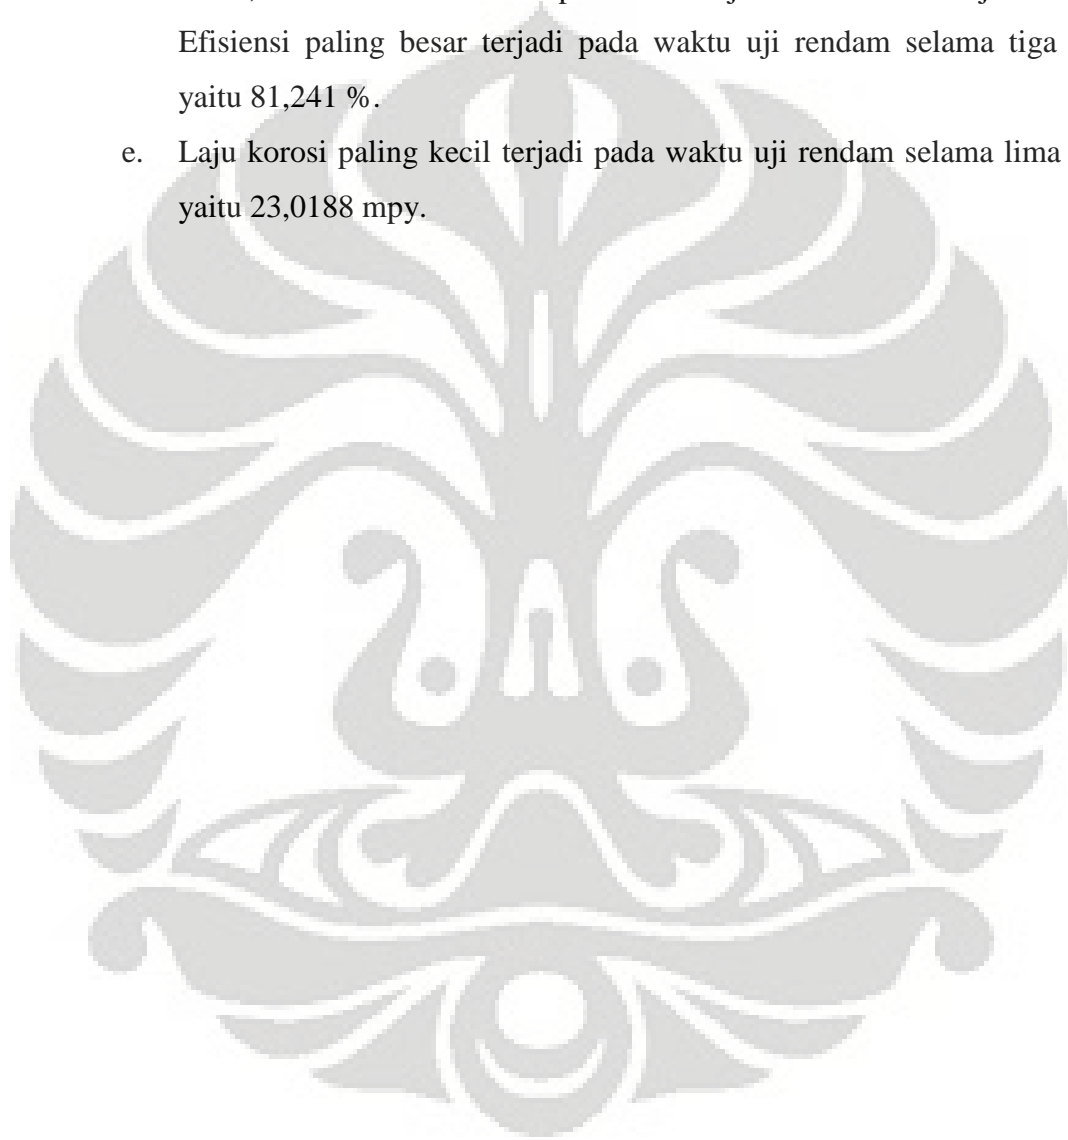 Efisiensi paling besar terjadi pada waktu uji rendam selama tiga
yaitu 81,241 %.
e. Laju korosi paling kecil terjadi pada waktu uji rendam selama lima
yaitu 23,0188 mpy.